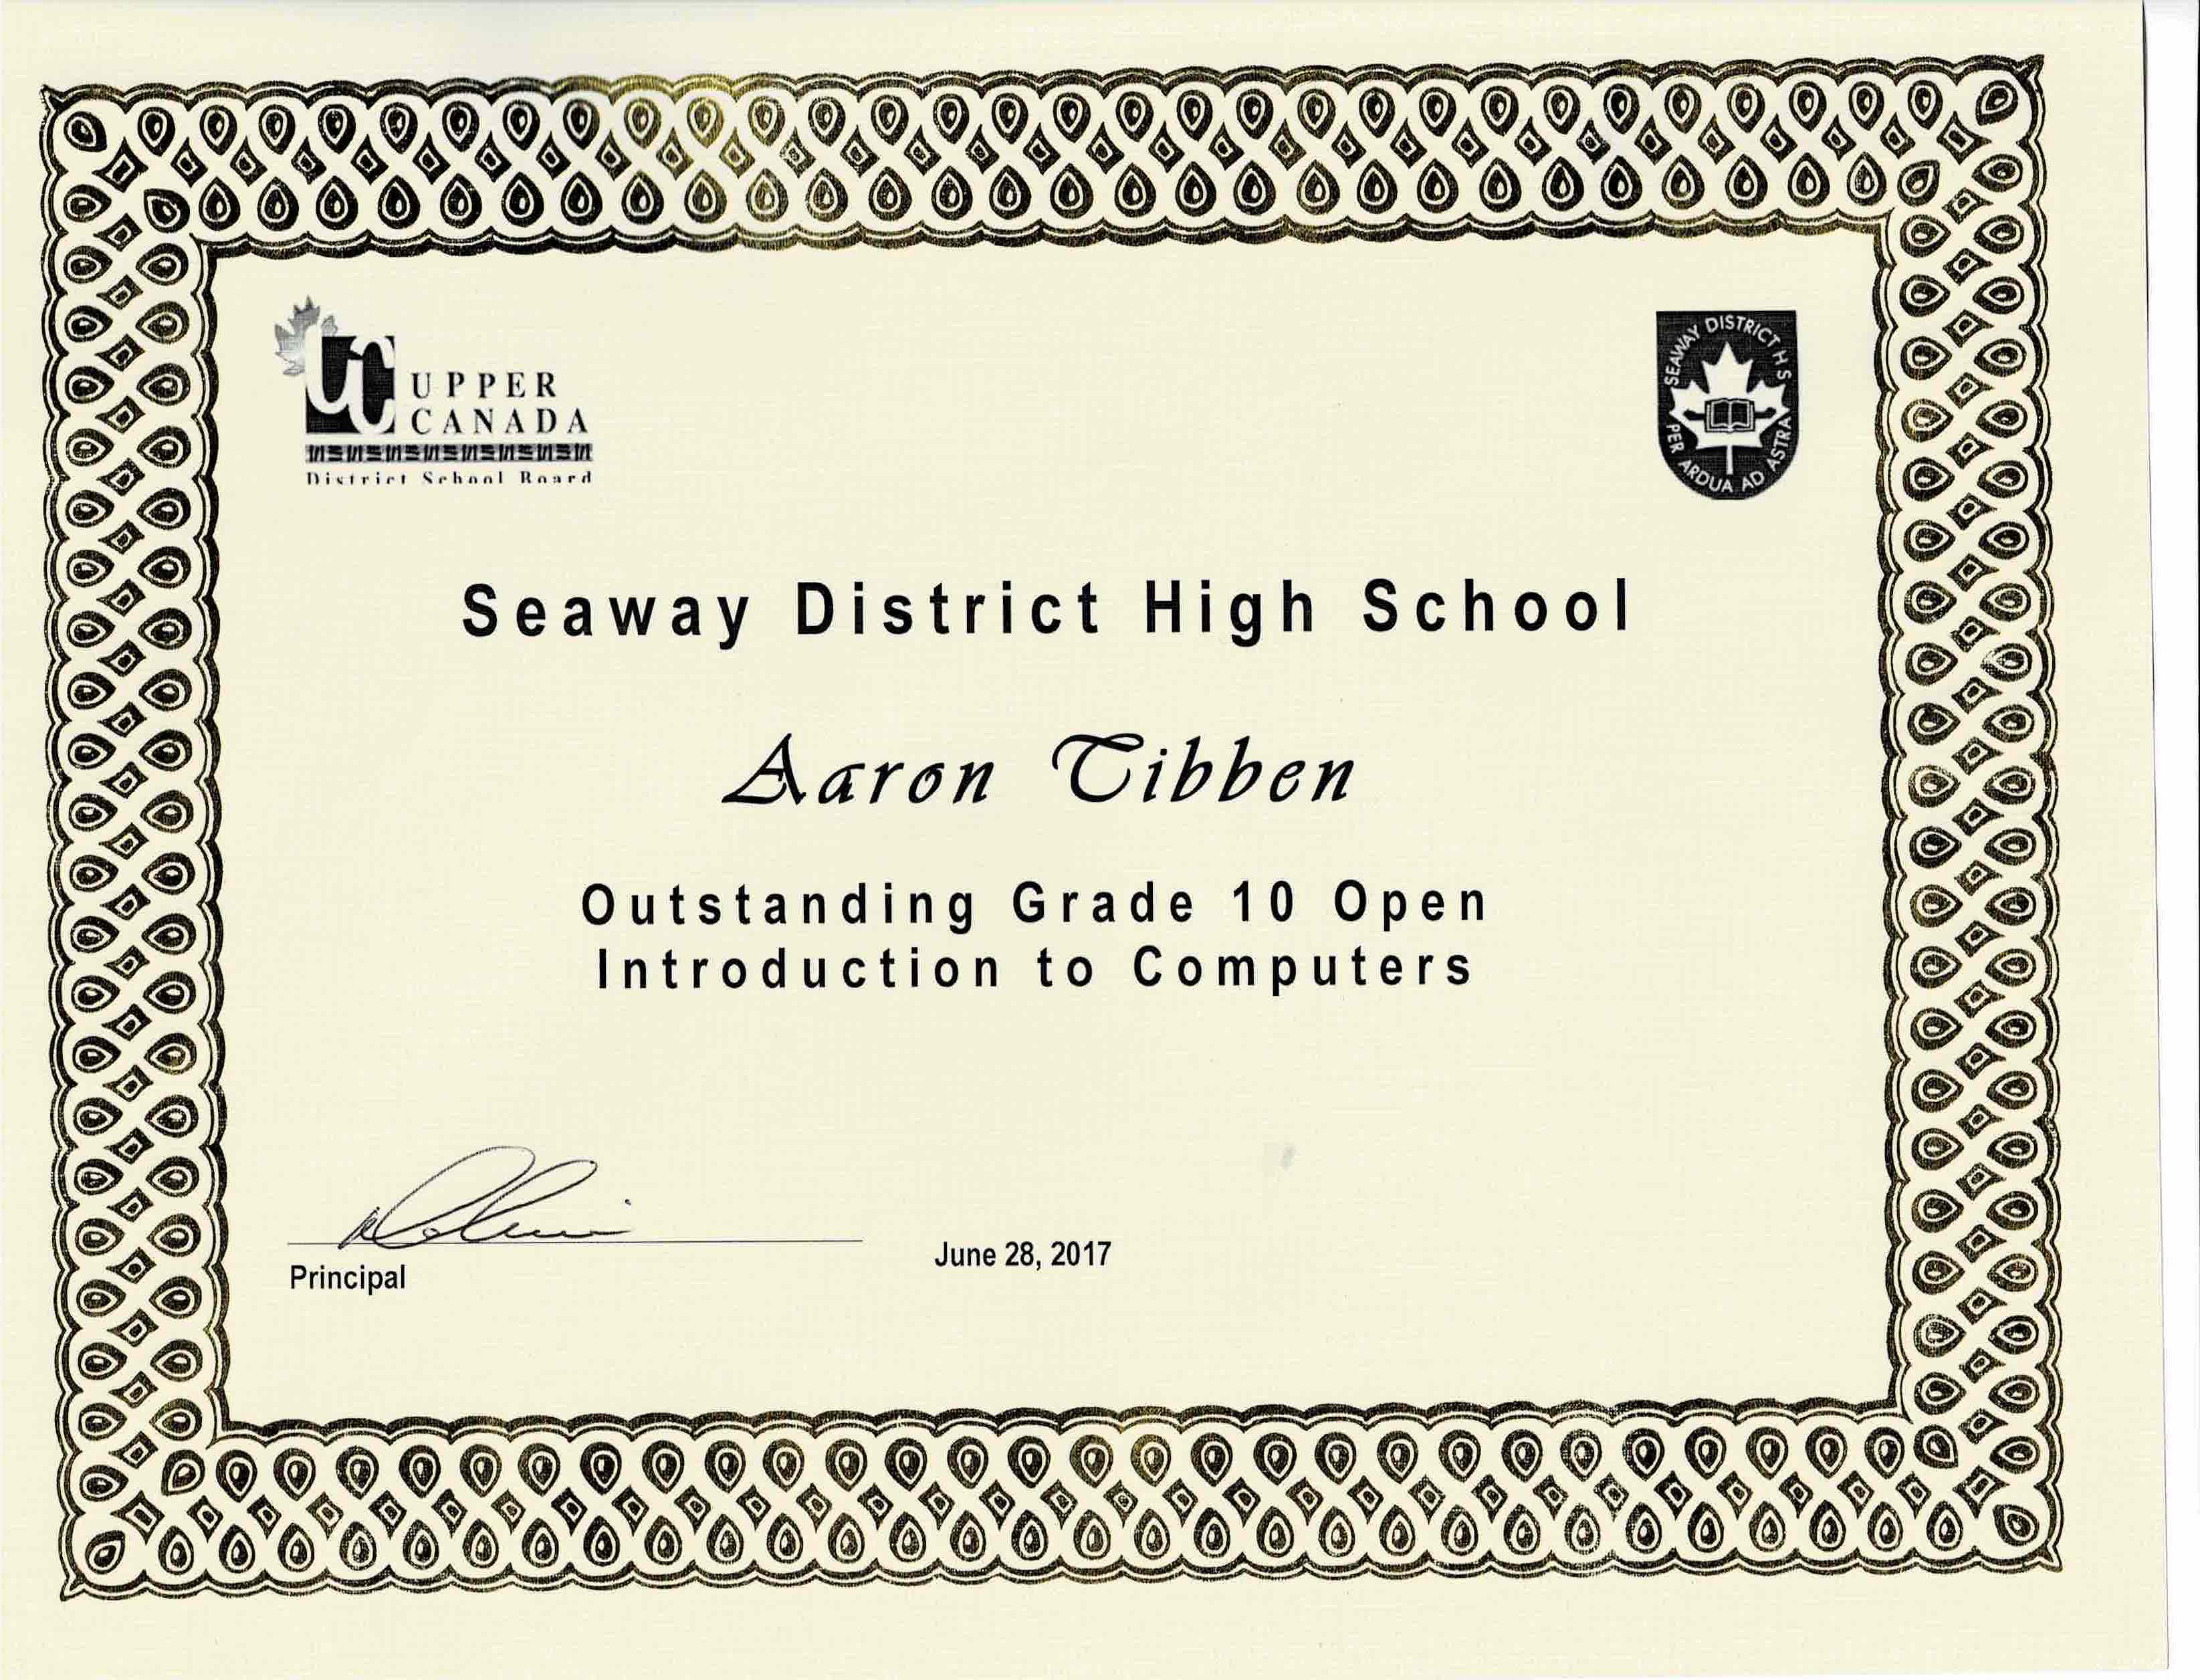 UC UPPER
CANADA
District School Board
SEAWAY DISTRICT H S
PER ARDUA AD ASTRA
Seaway District High School
Aaron Tibben
Outstanding Grade 10 Open
Introduction to Computers
June 28, 2017
Principal